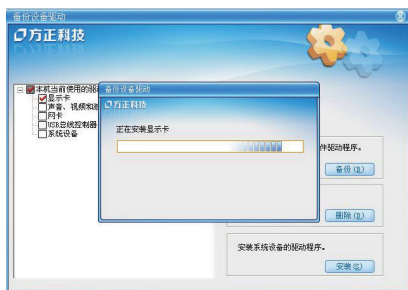 备份设备驱动
方正科技
本机当前使用的驱
显示卡
声音、视频和
网卡
USB总线控制器
系统设备
备份设备驱动
方正科技
正在安装显示卡
件驱动程序。
备份(B)
删除(D)
安装系统设备的驱动程序。
安装(S)